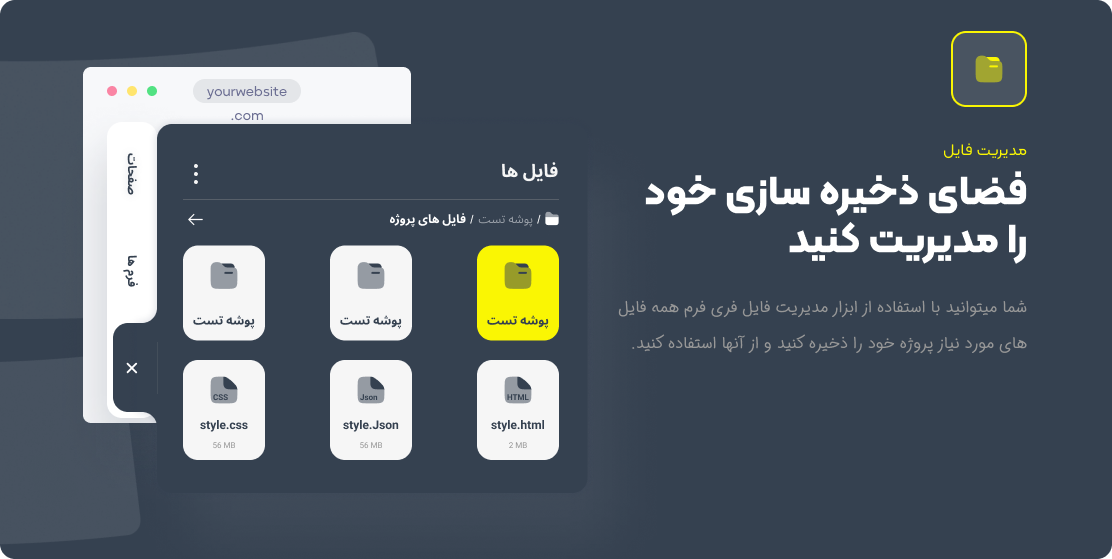 مدیریت فایل
فضای ذخیره سازی خود
را مدیریت کنید
شما میتوانید با استفاده از ابزار مدیریت فایل فری فرم همه فایل
های مورد نیاز پروژه خود را ذخیره کنید و از آنها استفاده کنید.
yourwebsite
.com
صفحات
فرم ها
فایل ها
/ پوشه تست / فایل های پروژه
پوشه تست
پوشه تست
پوشه تست
HTML
style.html
2 MB
Json
style.Json
56 MB
CSS
style.css
56 MB